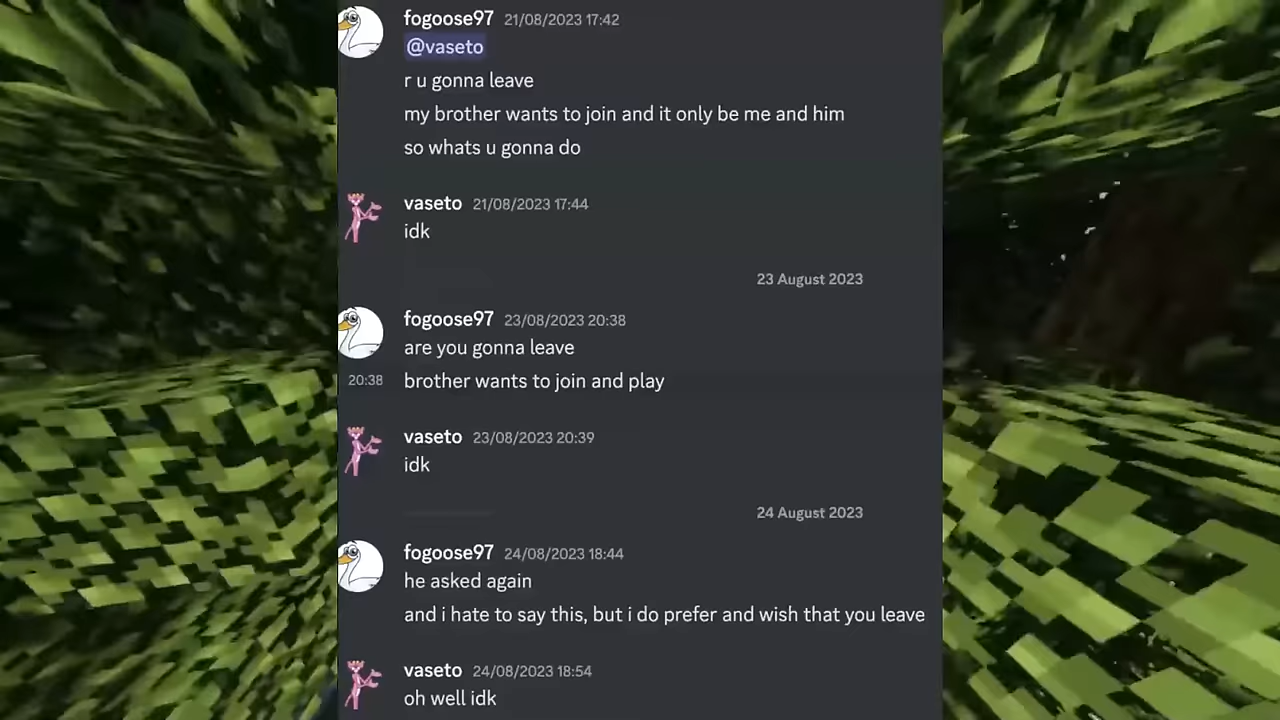 fogoose97 21/08/2023 17:42
@vaseto
r u gonna leave
my brother wants to join and it only be me and him
so whats u gonna do
vaseto 21/08/2023 17:44
idk
23 August 2023
fogoose97 23/08/2023 20:38
are you gonna leave
20:38 brother wants to join and play
vaseto 23/08/2023 20:39
idk
24 August 2023
fogoose97 24/08/2023 18:44
he asked again
and i hate to say this, but i do prefer and wish that you leave
vaseto 24/08/2023 18:54
oh well idk